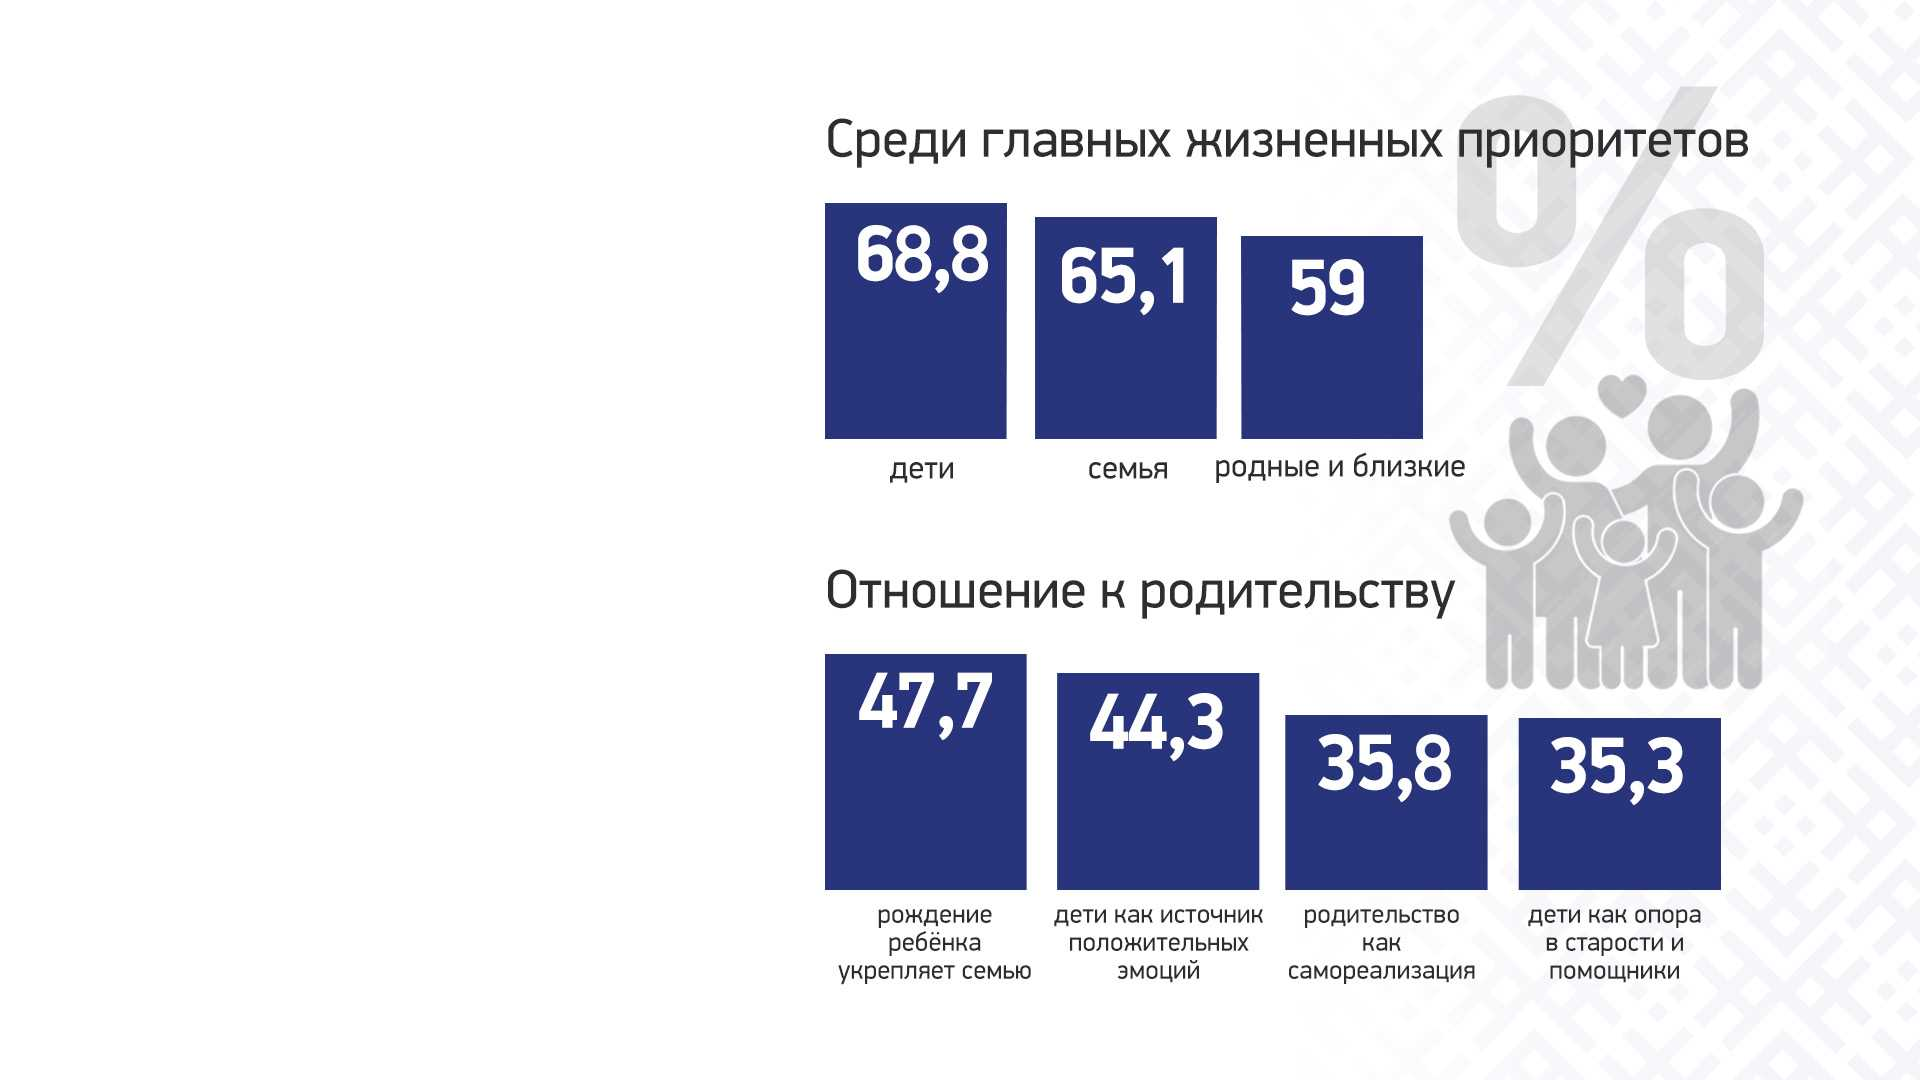 %
Среди главных жизненных приоритетов
68,8
65,1
59
дети
семья
родные и близкие
Отношение к родительству
47,7
44,3
35,8
35,3
рождение
ребёнка
укрепляет семью
дети как источник
положительных
эмоций
родительство
как
самореализация
дети как опора
в старости и
помощники